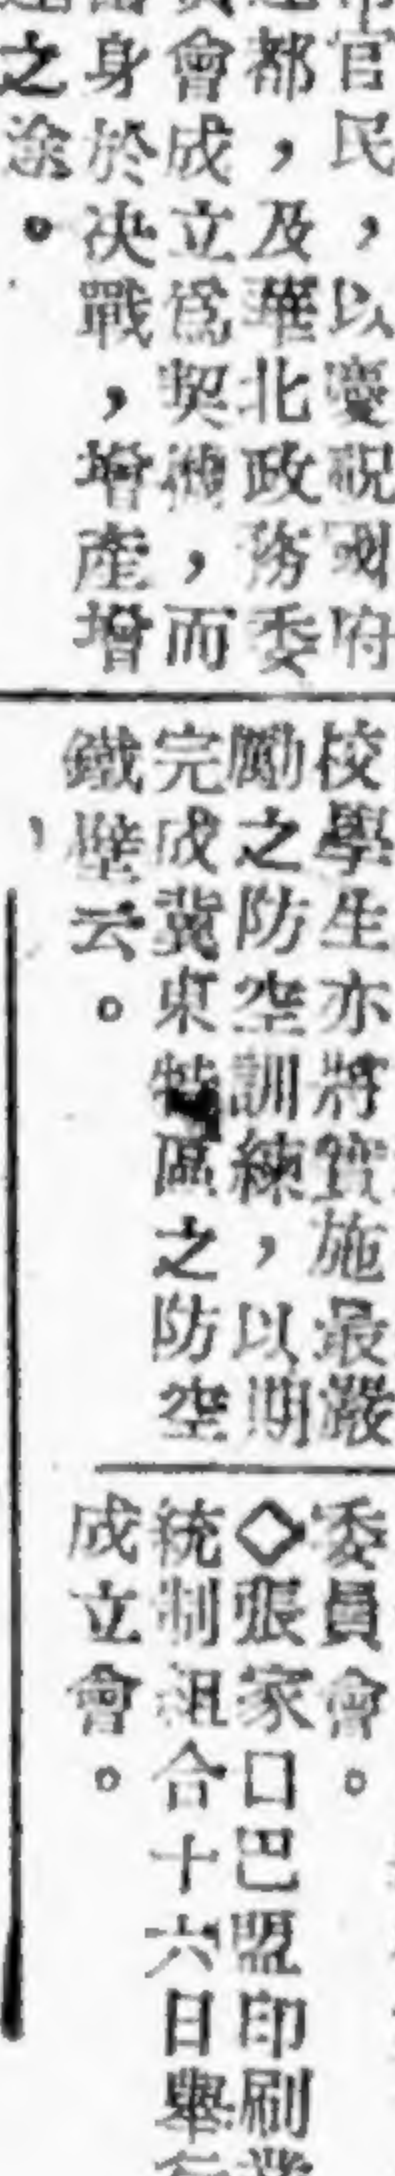 官民，以慶祝國府
都，及華北政務委
會成立爲契機，而
身於决戰，增產增
之途。
校學生亦將實施最嚴
勵之防空訓練，以期
完成冀東特區之防空
鐵壁云。
委員會。
◇張家口巴盟印刷業
統制組合十六日舉行
成立會。